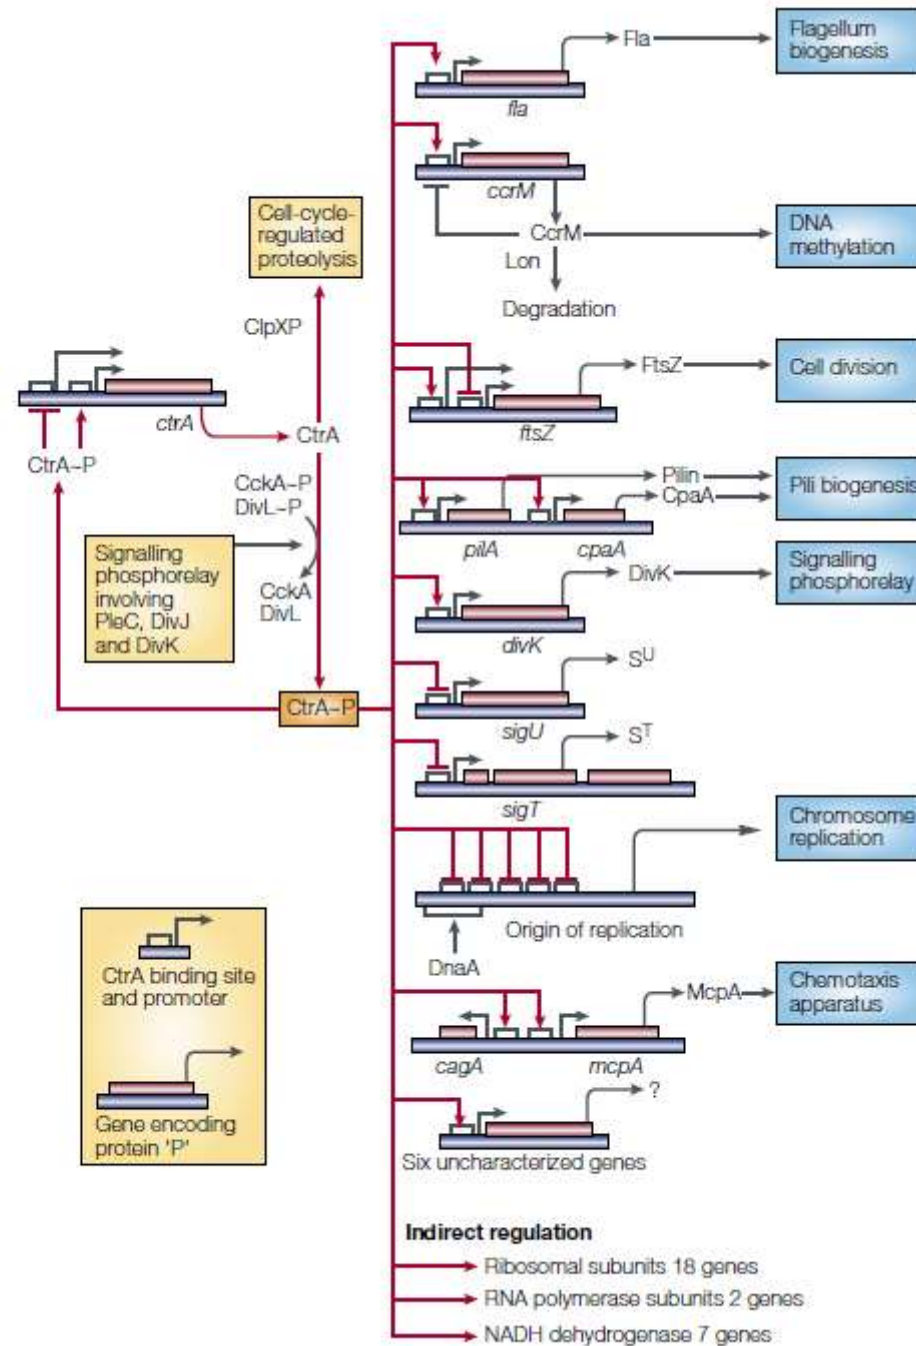 Fla
Flagellum
biogenesis
fla
ccrM
CcrM
DNA
methylation
Lon
Degradation
Cell-cycle-
regulated
proteolysis
ClpXP
ctrA
CtrA
CtrA~P
CckA~P
DivL~P
Signalling
phosphorelay
involving
PleC, DivJ
and DivK
CckA
DivL
CtrA~P
FtsZ
Cell division
ftsZ
Pilin
CpaA
Pili biogenesis
pilA
cpaA
DivK
Signalling
phosphorelay
divK
SU
sigU
ST
sigT
Chromosome
replication
Origin of replication
DnaA
McpA
Chemotaxis
apparatus
cagA
mcpA
?
Six uncharacterized genes
CtrA binding site
and promoter
Gene encoding
protein 'P'
Indirect regulation
Ribosomal subunits 18 genes
RNA polymerase subunits 2 genes
NADH dehydrogenase 7 genes